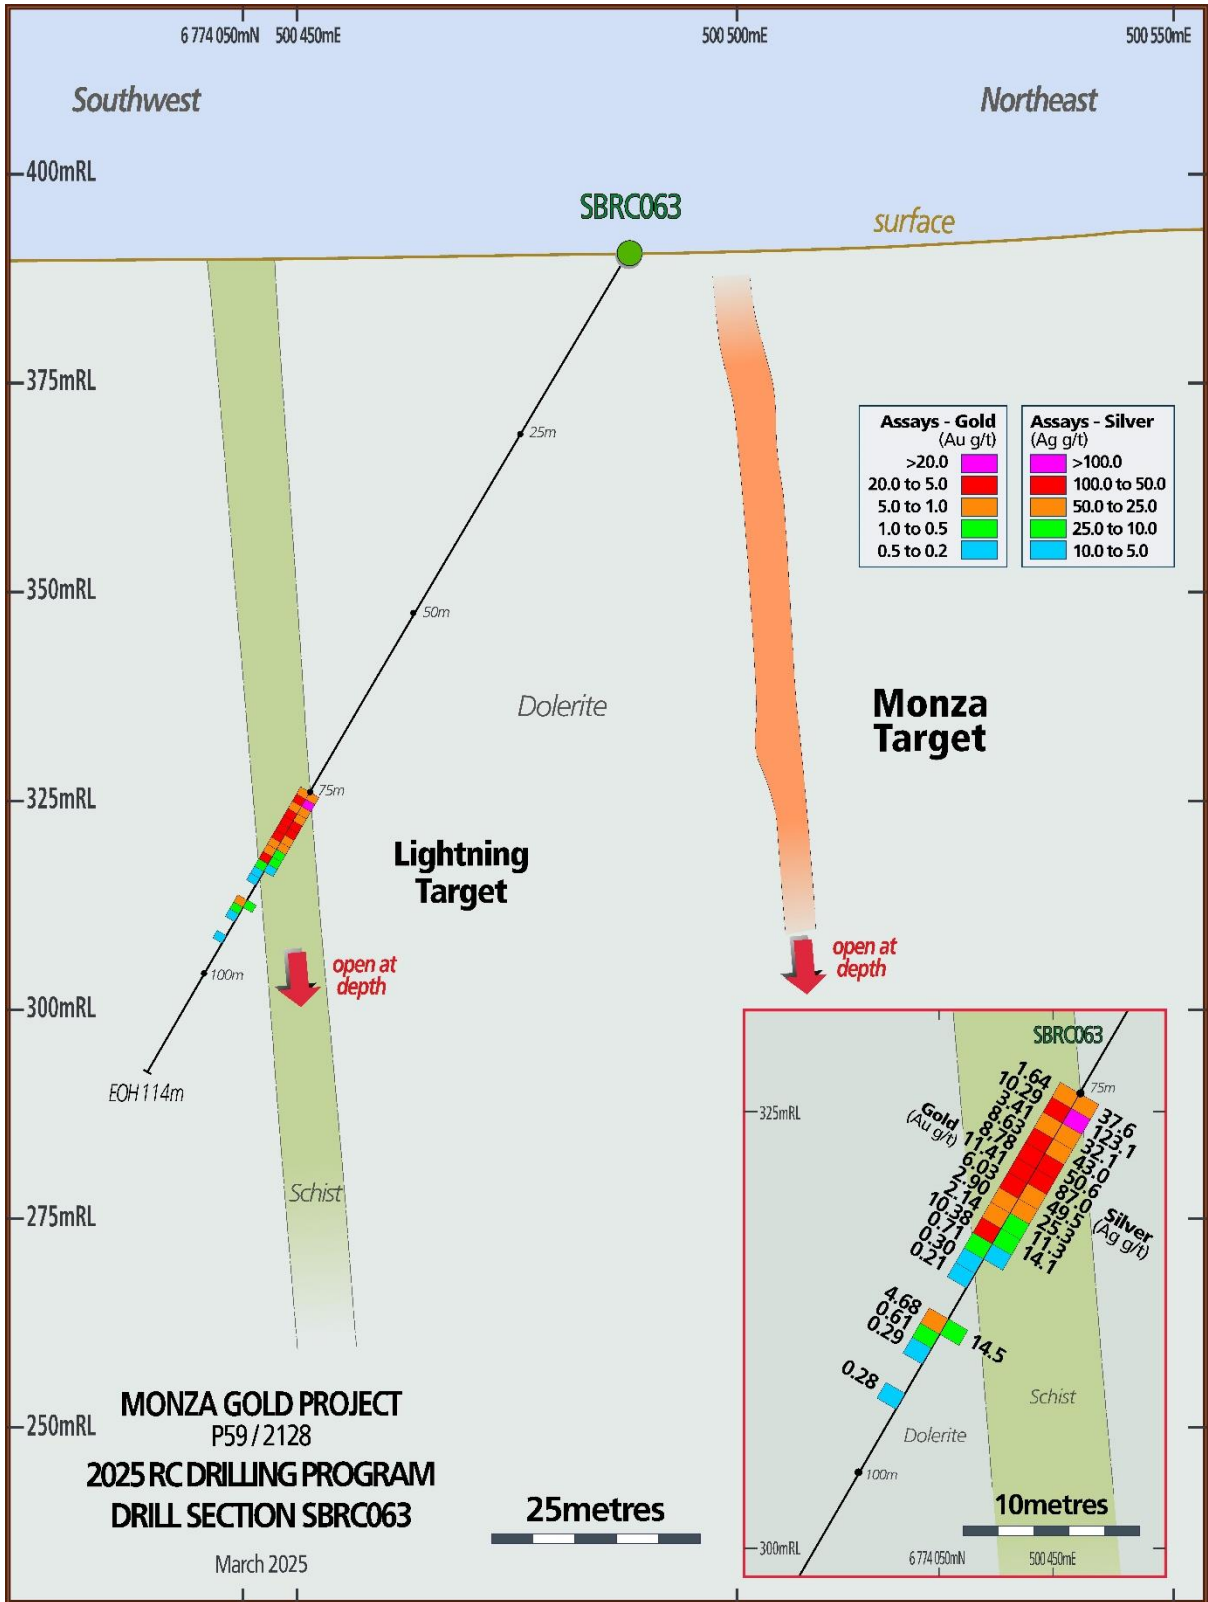 6 774 050mN 500 450mE 500 500mE 500 550mE
Southwest Northeast
400mRL
SBRC063
surface
375mRL
25m
Assays - Gold
(Au g/t)
>20.0
20.0 to 5.0
5.0 to 1.0
1.0 to 0.5
0.5 to 0.2
Assays - Silver
(Ag g/t)
>100.0
100.0 to 50.0
50.0 to 25.0
25.0 to 10.0
10.0 to 5.0
350mRL
50m
Dolerite
Monza
Target
325mRL
75m
Lightning
Target
open at
depth
open at
depth
100m
300mRL
EOH 114m
Schist
275mRL
250mRL
MONZA GOLD PROJECT
P59 / 2128
2025 RC DRILLING PROGRAM
DRILL SECTION SBRC063
March 2025
25metres
SBRC063
75m
325mRL
Gold
(Au g/t)
1.64
10.29
3.41
8.63
8.78
11.41
6.03
2.90
2.14
10.38
0.71
0.30
0.21
4.68
0.61
0.29
0.28
37.6
123.1
32.1
43.0
50.6
87.0
49.5
25.3
11.3
14.1
14.5
Silver
(Ag g/t)
Schist
Dolerite
100m
10metres
300mRL
6 774 050mN 500 450mE